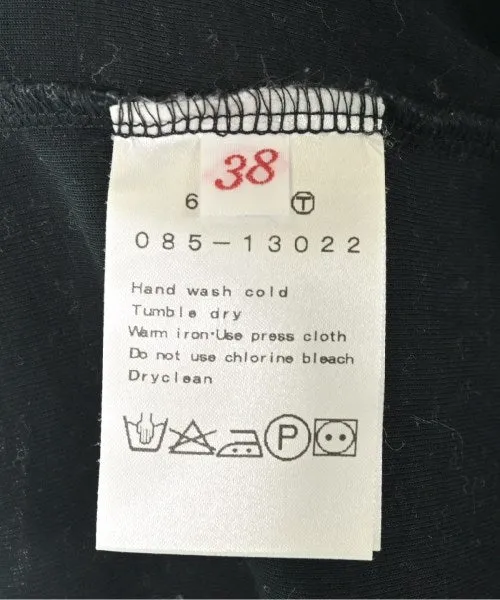 38
6 Ⓣ
085-13022
Hand wash cold
Tumble dry
Warm iron·Use press cloth
Do not use chlorine bleach
Dryclean
P